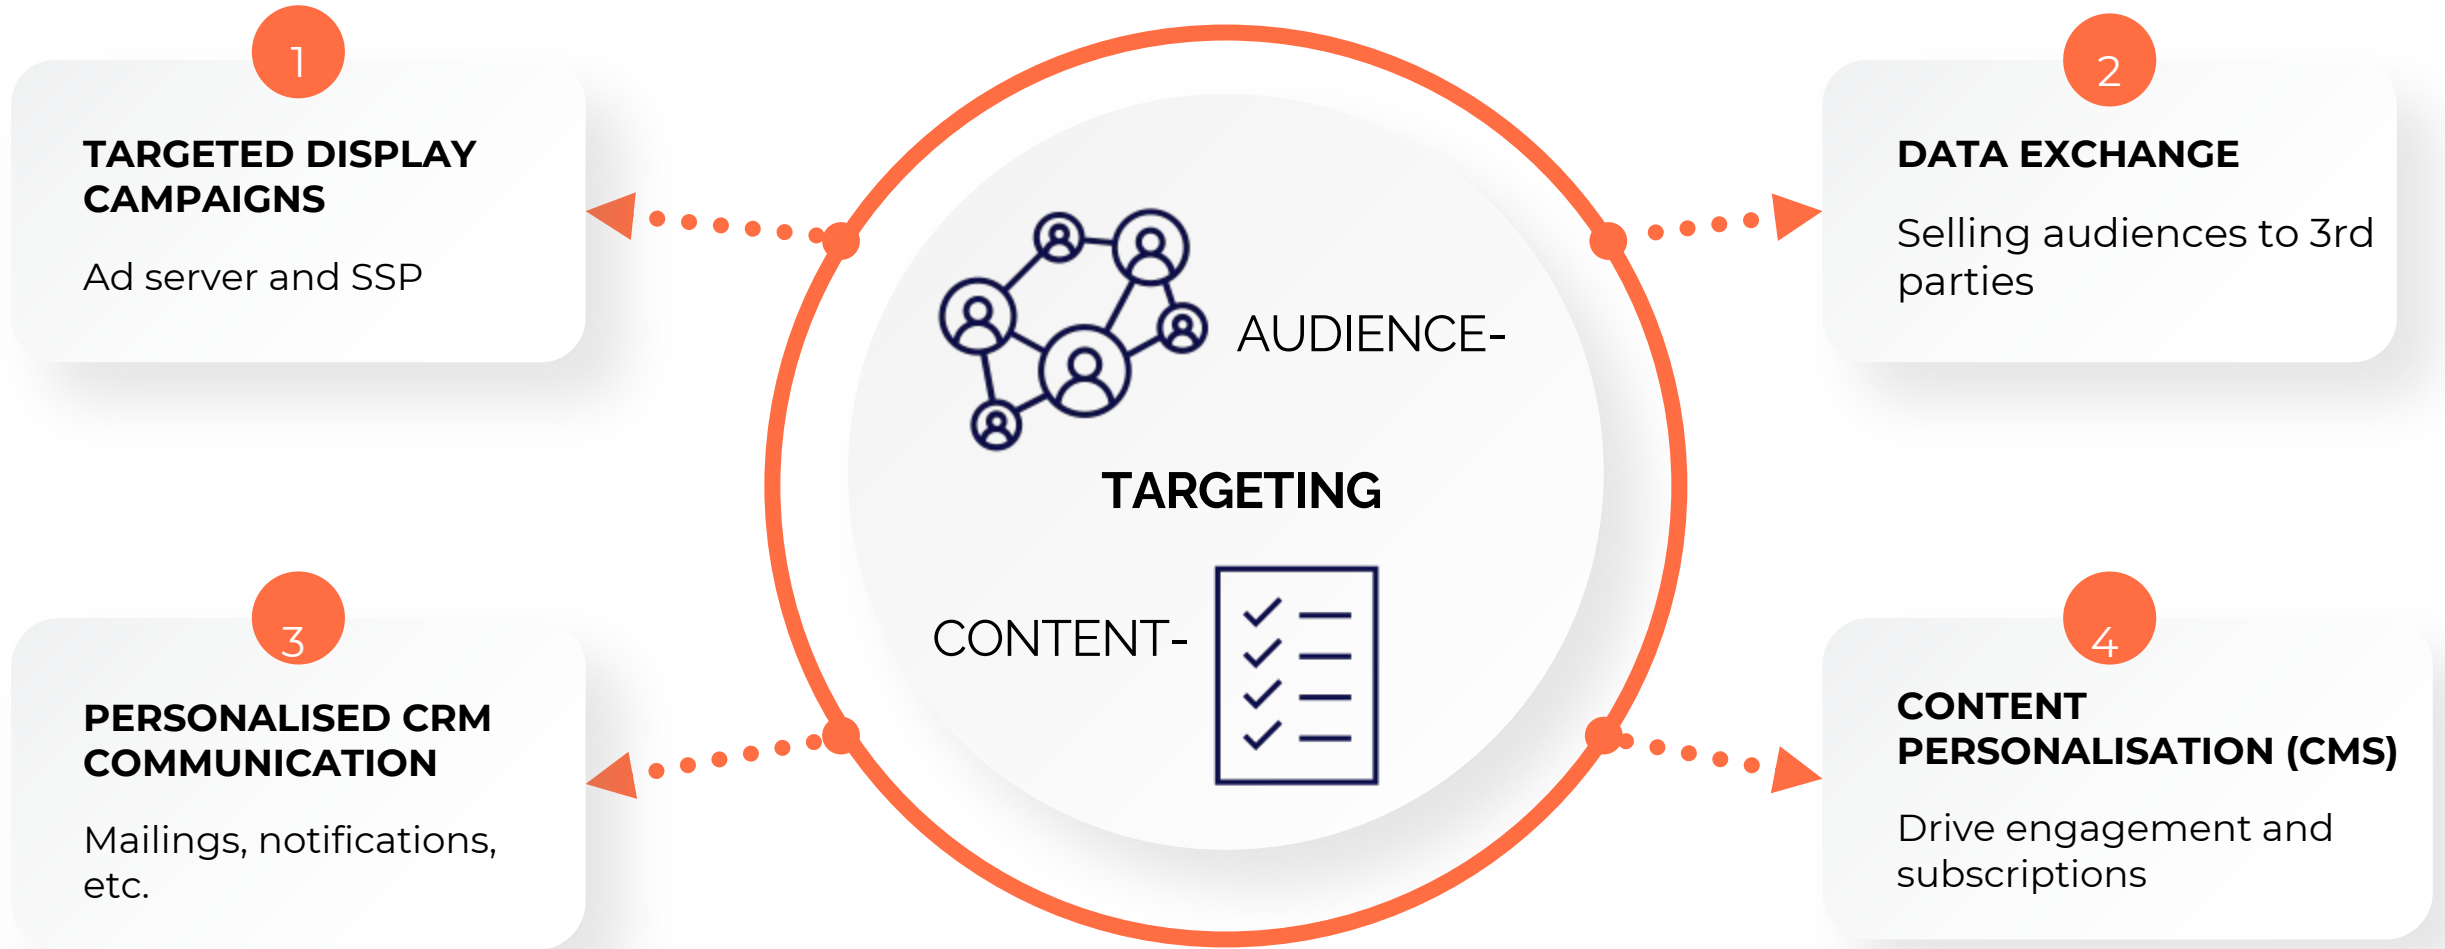 1
TARGETED DISPLAY
CAMPAIGNS
Ad server and SSP
2
DATA EXCHANGE
Selling audiences to 3rd
parties
AUDIENCE-
TARGETING
CONTENT-
3
PERSONALISED CRM
COMMUNICATION
Mailings, notifications,
etc.
4
CONTENT
PERSONALISATION (CMS)
Drive engagement and
subscriptions